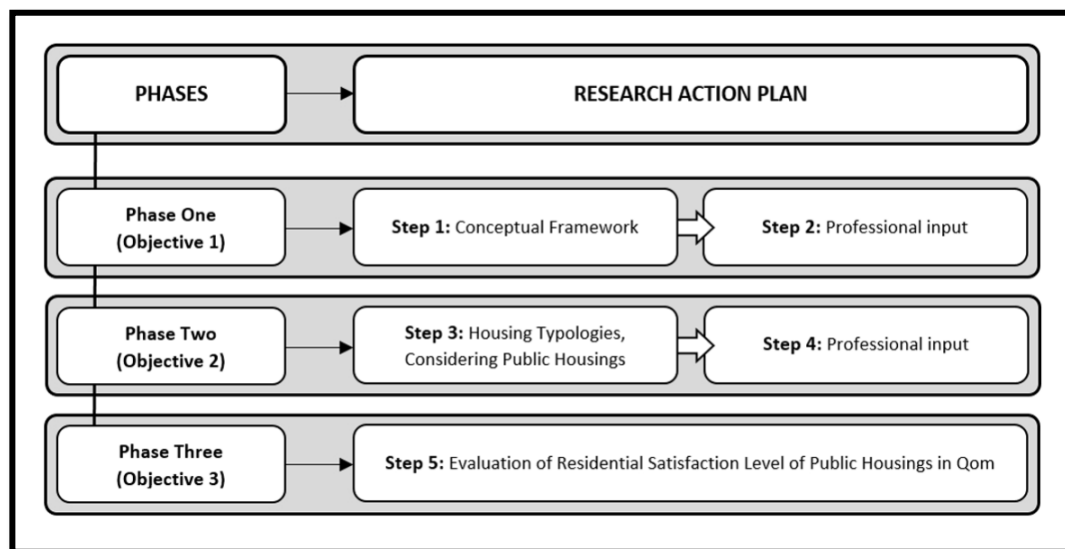 PHASES
RESEARCH ACTION PLAN
Phase One
(Objective 1)
Step 1: Conceptual Framework
Step 2: Professional input
Phase Two
(Objective 2)
Step 3: Housing Typologies,
Considering Public Housings
Step 4: Professional input
Phase Three
(Objective 3)
Step 5: Evaluation of Residential Satisfaction Level of Public Housings in Qom